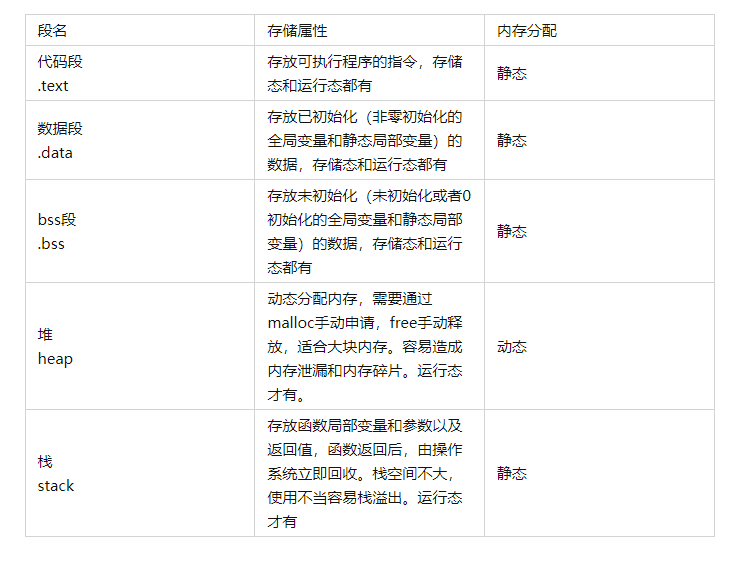 段名 存储属性 内存分配
代码段
.text
存放可执行程序的指令，存储
态和运行态都有
静态
数据段
.data
存放已初始化（非零初始化的
全局变量和静态局部变量）的
数据，存储态和运行态都有
静态
bss段
.bss
存放未初始化（未初始化或者0
初始化的全局变量和静态局部
变量）的数据，存储态和运行
态都有
静态
堆
heap
动态分配内存，需要通过
malloc手动申请，free手动释
放，适合大块内存。容易造成
内存泄漏和内存碎片。运行态
才有。
动态
栈
stack
存放函数局部变量和参数以及
返回值，函数返回后，由操作
系统立即回收。栈空间不大，
使用不当容易栈溢出。运行态
才有
静态